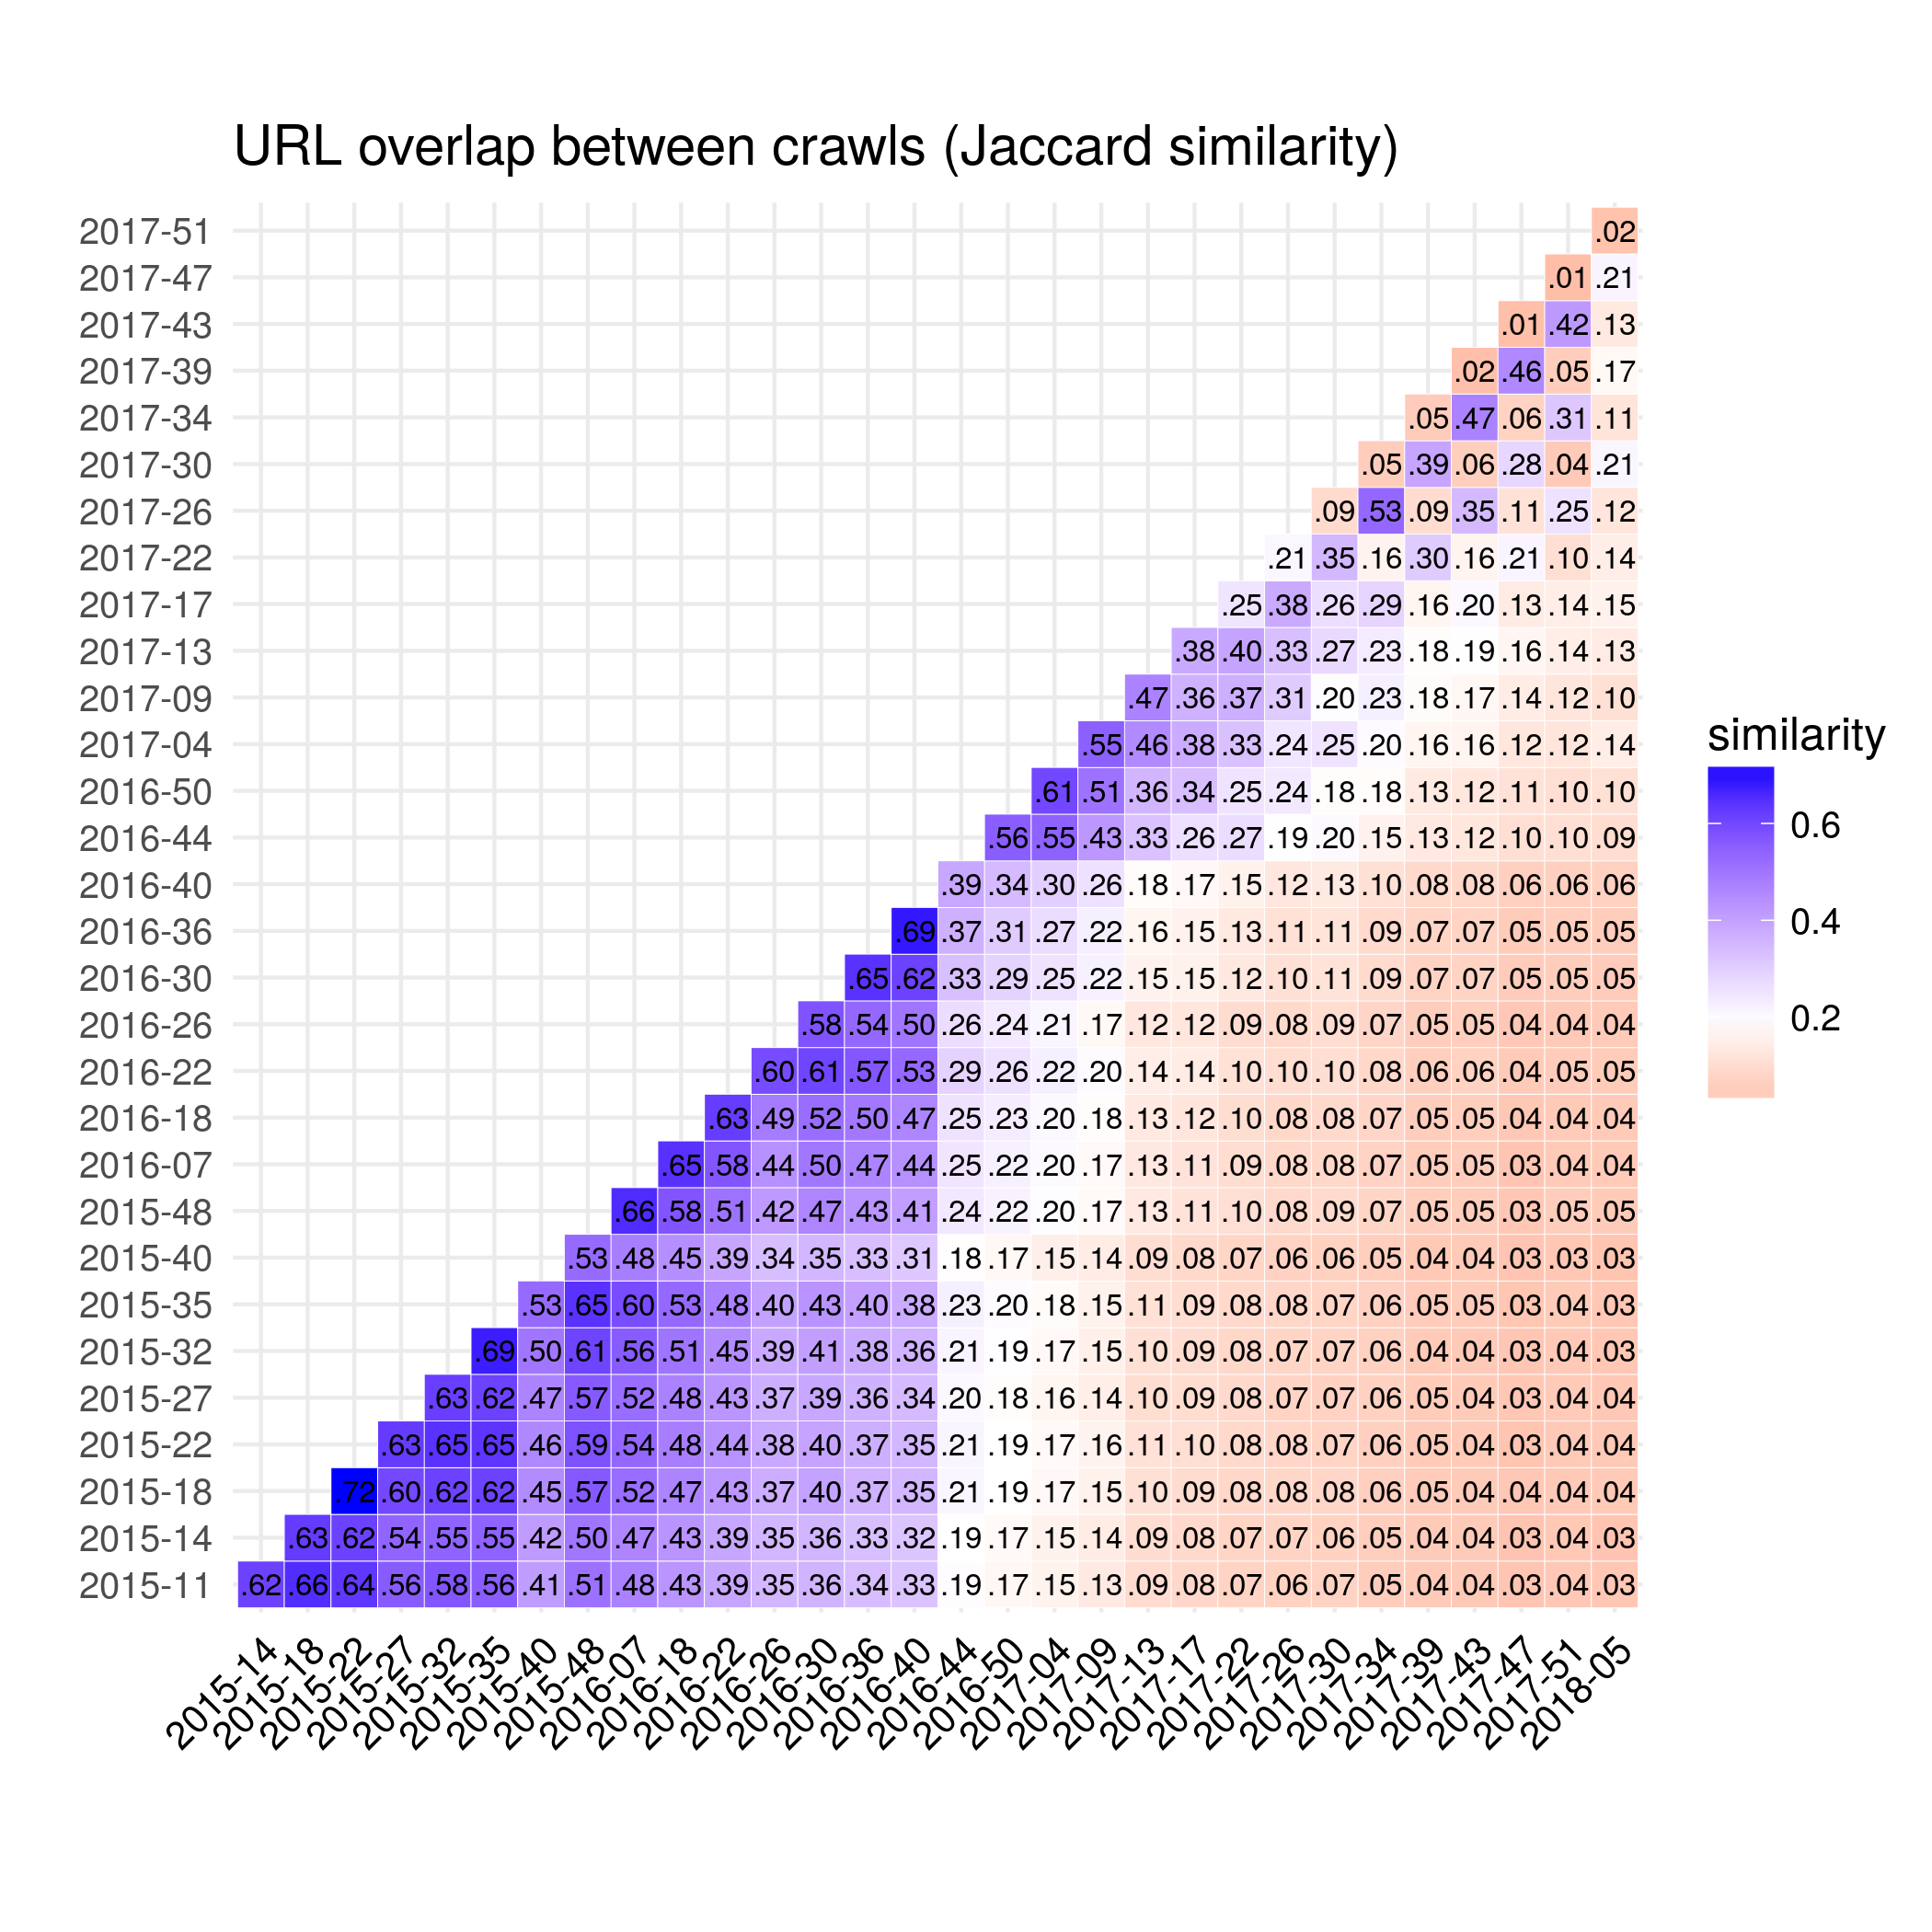 URL overlap between crawls (Jaccard similarity)
2017-51 .02
2017-47 .01 .21
2017-43 .01 .42 .13
2017-39 .02 .46 .05 .17
2017-34 .05 .47 .06 .31 .11
2017-30 .05 .39 .06 .28 .04 .21
2017-26 .09 .53 .09 .35 .11 .25 .12
2017-22 .21 .35 .16 .30 .16 .21 .10 .14
2017-17 .25 .38 .26 .29 .16 .20 .13 .14 .15
2017-13 .38 .40 .33 .27 .23 .18 .19 .16 .14 .13
2017-09 .47 .36 .37 .31 .20 .23 .18 .17 .14 .12 .10
2017-04 .55 .46 .38 .33 .24 .25 .20 .16 .16 .12 .12 .14
2016-50 .61 .51 .36 .34 .25 .24 .18 .18 .13 .12 .11 .10 .10
2016-44 .56 .55 .43 .33 .26 .27 .19 .20 .15 .13 .12 .10 .10 .09
2016-40 .39 .34 .30 .26 .18 .17 .15 .12 .13 .10 .08 .08 .06 .06 .06
2016-36 .69 .37 .31 .27 .22 .16 .15 .13 .11 .11 .09 .07 .07 .05 .05 .05
2016-30 .65 .62 .33 .29 .25 .22 .15 .15 .12 .10 .11 .09 .07 .07 .05 .05 .05
2016-26 .58 .54 .50 .26 .24 .21 .17 .12 .12 .09 .08 .09 .07 .05 .05 .04 .04 .04
2016-22 .60 .61 .57 .53 .29 .26 .22 .20 .14 .14 .10 .10 .10 .08 .06 .06 .04 .05 .05
2016-18 .63 .49 .52 .50 .47 .25 .23 .20 .18 .13 .12 .10 .08 .08 .07 .05 .05 .04 .04 .04
2016-07 .65 .58 .44 .50 .47 .44 .25 .22 .20 .17 .13 .11 .09 .08 .08 .07 .05 .05 .03 .04 .04
2015-48 .66 .58 .51 .42 .47 .43 .41 .24 .22 .20 .17 .13 .11 .10 .08 .09 .07 .05 .05 .03 .05 .05
2015-40 .53 .48 .45 .39 .34 .35 .33 .31 .18 .17 .15 .14 .09 .08 .07 .06 .06 .05 .04 .04 .03 .03 .03
2015-35 .53 .65 .60 .53 .48 .40 .43 .40 .38 .23 .20 .18 .15 .11 .09 .08 .08 .07 .06 .05 .05 .03 .04 .03
2015-32 .69 .50 .61 .56 .51 .45 .39 .41 .38 .36 .21 .19 .17 .15 .10 .09 .08 .07 .07 .06 .04 .04 .03 .04 .03
2015-27 .63 .62 .47 .57 .52 .48 .43 .37 .39 .36 .34 .20 .18 .16 .14 .10 .09 .08 .07 .07 .06 .05 .04 .03 .04 .04
2015-22 .63 .65 .65 .46 .59 .54 .48 .44 .38 .40 .37 .35 .21 .19 .17 .16 .11 .10 .08 .08 .07 .06 .05 .04 .03 .04 .04
2015-18 .72 .60 .62 .62 .45 .57 .52 .47 .43 .37 .40 .37 .35 .21 .19 .17 .15 .10 .09 .08 .08 .08 .06 .05 .04 .04 .04 .04
2015-14 .63 .62 .54 .55 .55 .42 .50 .47 .43 .39 .35 .36 .33 .32 .19 .17 .15 .14 .09 .08 .07 .07 .06 .05 .04 .04 .03 .04 .03
2015-11 .62 .66 .64 .56 .58 .56 .41 .51 .48 .43 .39 .35 .36 .34 .33 .19 .17 .15 .13 .09 .08 .07 .06 .07 .05 .04 .04 .03 .04 .03
2015-14 2015-18 2015-22 2015-27 2015-32 2015-35 2015-40 2015-48 2016-07 2016-18 2016-22 2016-26 2016-30 2016-36 2016-40 2016-44 2016-50 2017-04 2017-09 2017-13 2017-17 2017-22 2017-26 2017-30 2017-34 2017-39 2017-43 2017-47 2017-51 2018-05
similarity
0.6
0.4
0.2